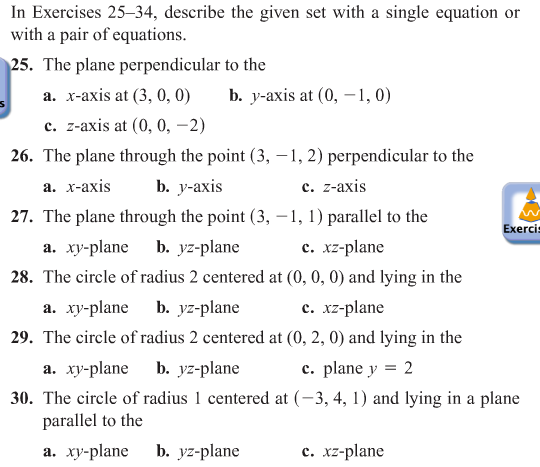 In Exercises 25–34, describe the given set with a single equation or
with a pair of equations.
25. The plane perpendicular to the
a. x-axis at (3, 0, 0) b. y-axis at (0, −1, 0)
c. z-axis at (0, 0, −2)
26. The plane through the point (3, −1, 2) perpendicular to the
a. x-axis b. y-axis c. z-axis
27. The plane through the point (3, −1, 1) parallel to the
a. xy-plane b. yz-plane c. xz-plane
28. The circle of radius 2 centered at (0, 0, 0) and lying in the
a. xy-plane b. yz-plane c. xz-plane
29. The circle of radius 2 centered at (0, 2, 0) and lying in the
a. xy-plane b. yz-plane c. plane y = 2
30. The circle of radius 1 centered at (−3, 4, 1) and lying in a plane
parallel to the
a. xy-plane b. yz-plane c. xz-plane
s
Exercis